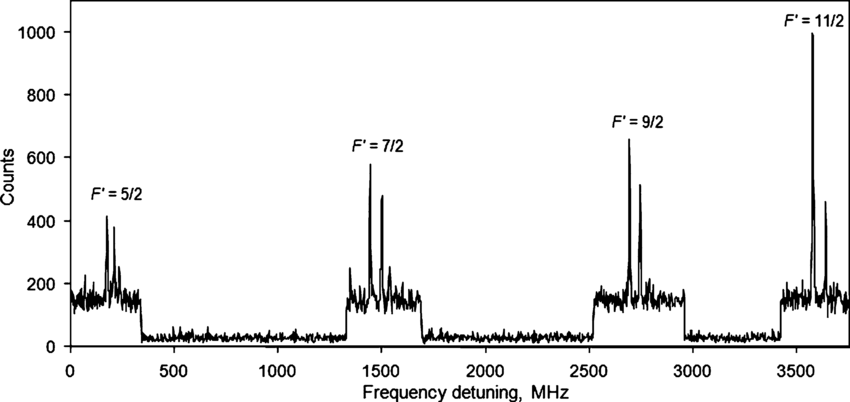 F' = 11/2
1000
800
F' = 9/2
F' = 7/2
600
Counts
F' = 5/2
400
200
0
0 500 1000 1500 2000 2500 3000 3500
Frequency detuning, MHz